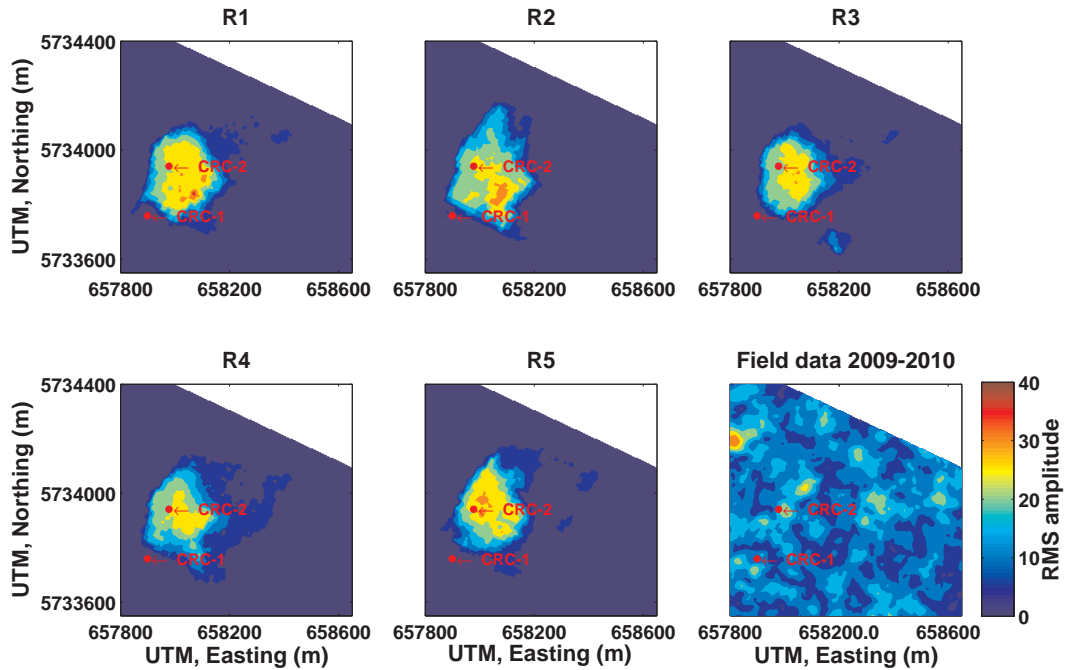 R1
R2
R3
5734400
5734000
5733600
UTM, Northing (m)
CRC-2
CRC-1
CRC-2
CRC-1
CRC-2
CRC-1
657800
658200
658600
657800
658200
658600
657800
658200
658600
R4
R5
Field data 2009-2010
5734400
5734000
5733600
UTM, Northing (m)
CRC-2
CRC-1
CRC-2
CRC-1
CRC-2
CRC-1
40
30
20
10
0
RMS amplitude
657800
658200
658600
657800
658200
658600
657800
658200.0
658600
UTM, Easting (m)
UTM, Easting (m)